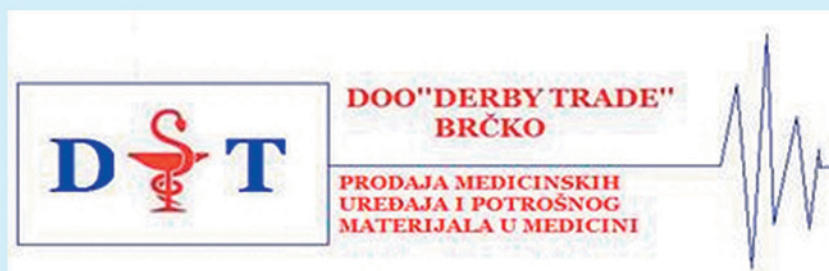 D T
DOO"DERBY TRADE"
BRČKO
PRODAJA MEDICINSKIH
UREĐAJA I POTROŠNOG
MATERIJALA U MEDICINI